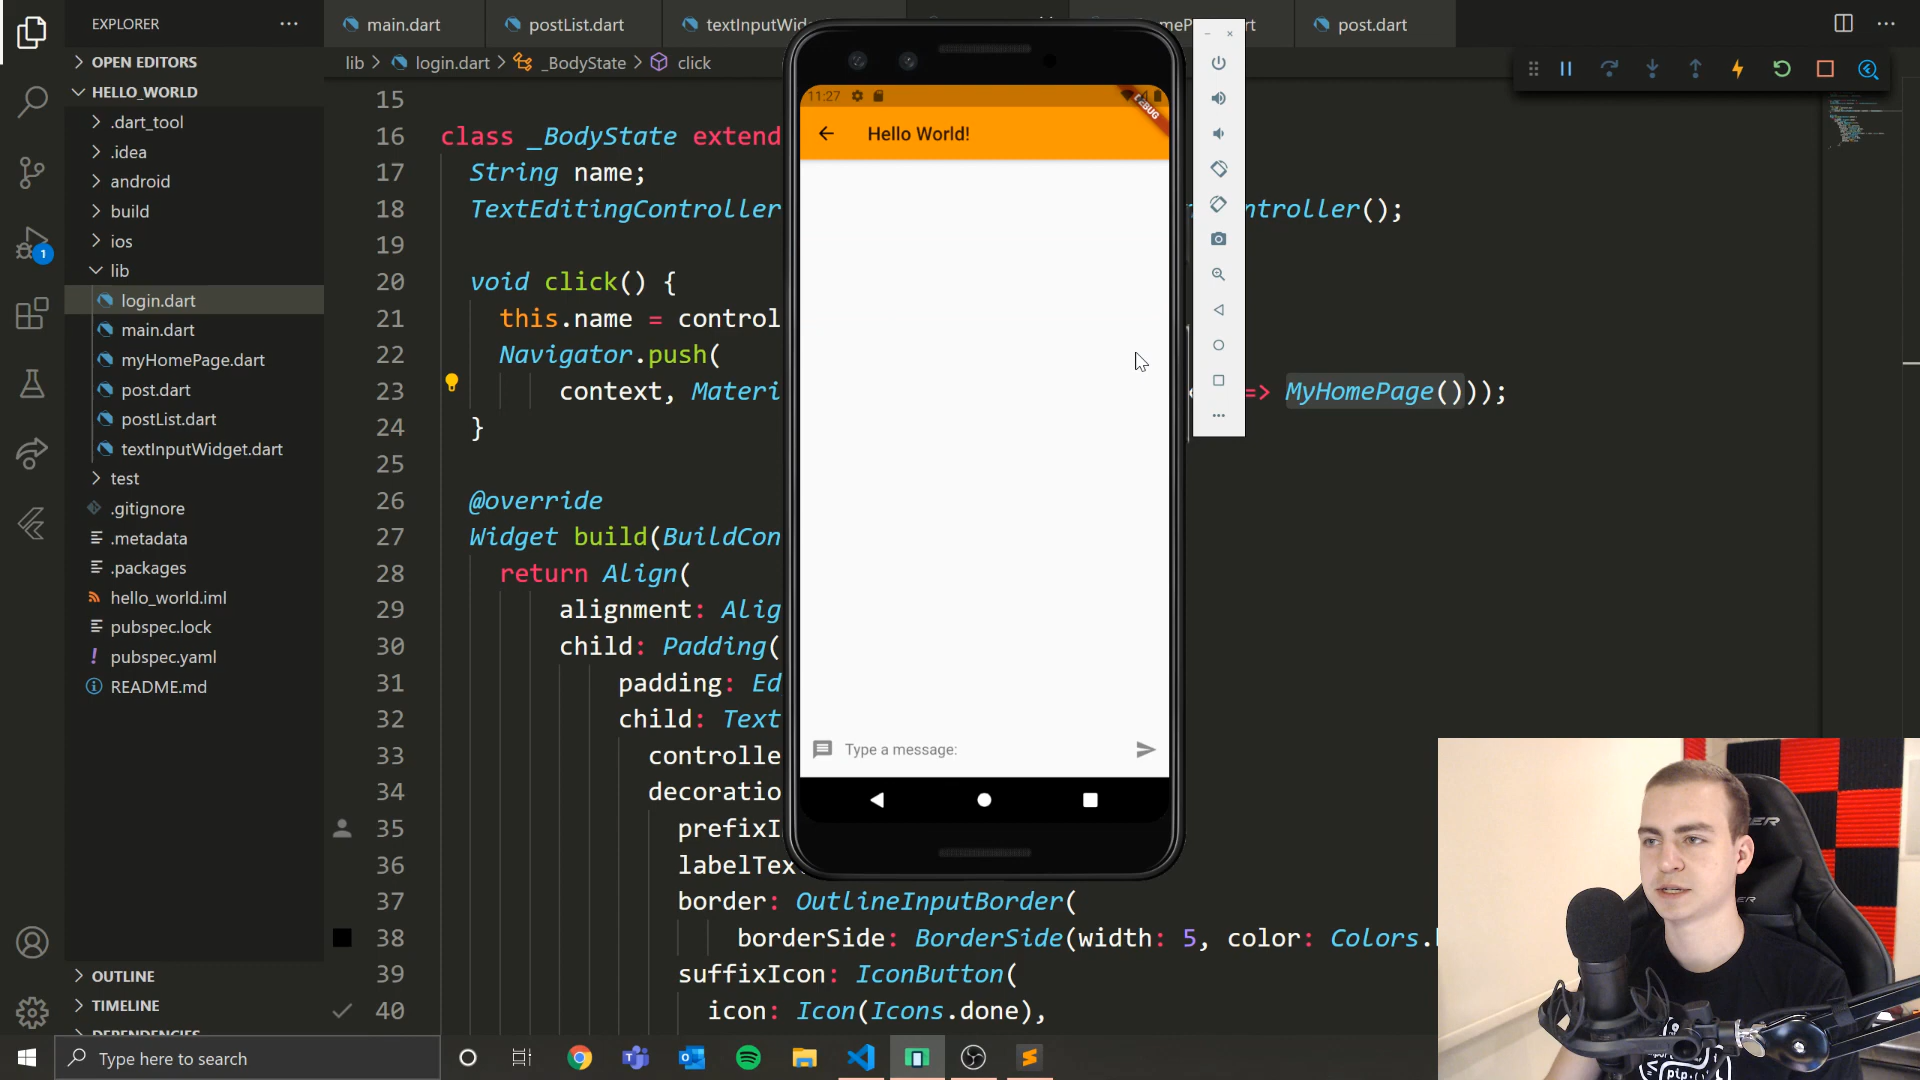 EXPLORER
main.dart
postList.dart
post.dart
OPEN EDITORS
HELLO_WORLD
.dart_tool
.idea
android
build
ios
lib
login.dart
main.dart
myHomePage.dart
post.dart
postList.dart
textInputWidget.dart
test
.gitignore
.metadata
.packages
hello_world.iml
pubspec.lock
pubspec.yaml
README.md
OUTLINE
TIMELINE
lib > login.dart > _BodyState > click
15
16 class _BodyState extend
17 String name;
18 TextEditingController ntroller();
19
20 void click() {
21 this.name = control
22 Navigator.push(
23 context, Materi => MyHomePage()));
24 }
25
26 @override
27 Widget build(BuildCon
28 return Align(
29 alignment: Alig
30 child: Padding(
31 padding: Ed
32 child: Text
33 controlle
34 decoratio
35 prefixI
36 labelTex
37 border: OutlineInputBorder(
38 borderSide: BorderSide(width: 5, color: Colors.
39 suffixIcon: IconButton(
40 icon: Icon(Icons.done),
11:27
DEBUG
Hello World!
Type a message:
1
Type here to search